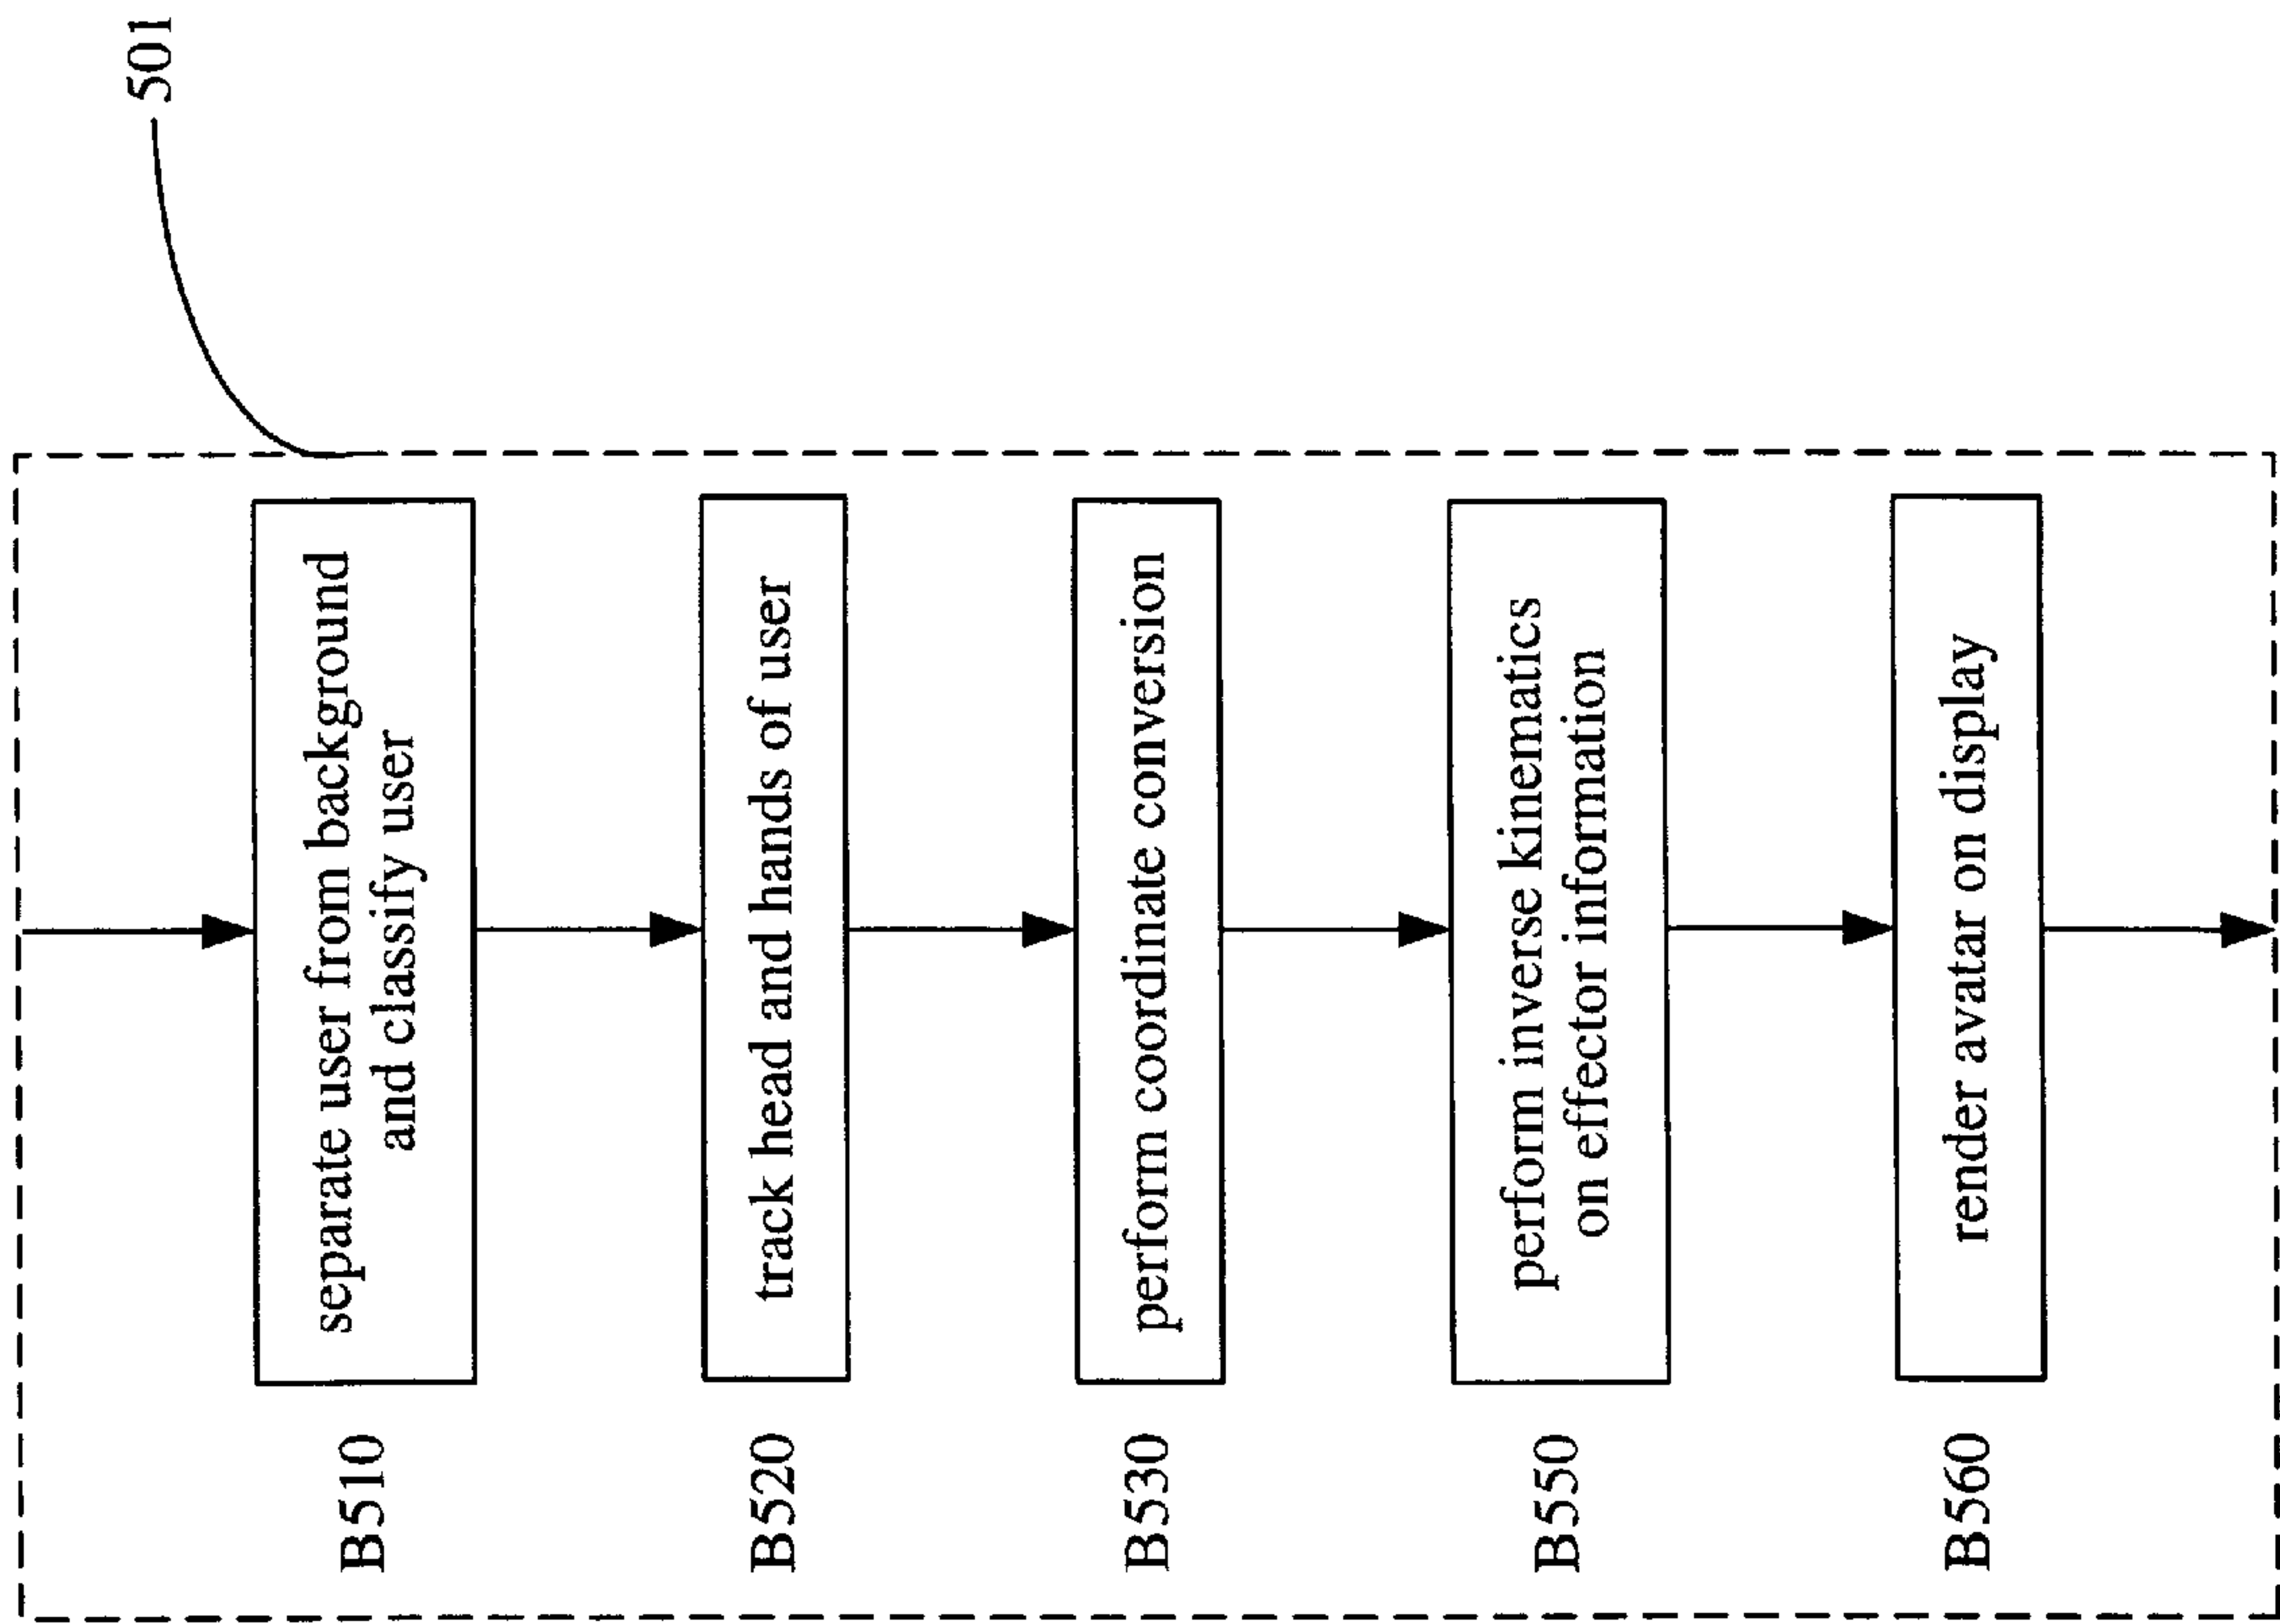 501
B510
separate user from background
and classify user
B520
track head and hands of user
B530
perform coordinate conversion
B550
perform inverse kinematics
on effector information
B560
render avatar on display